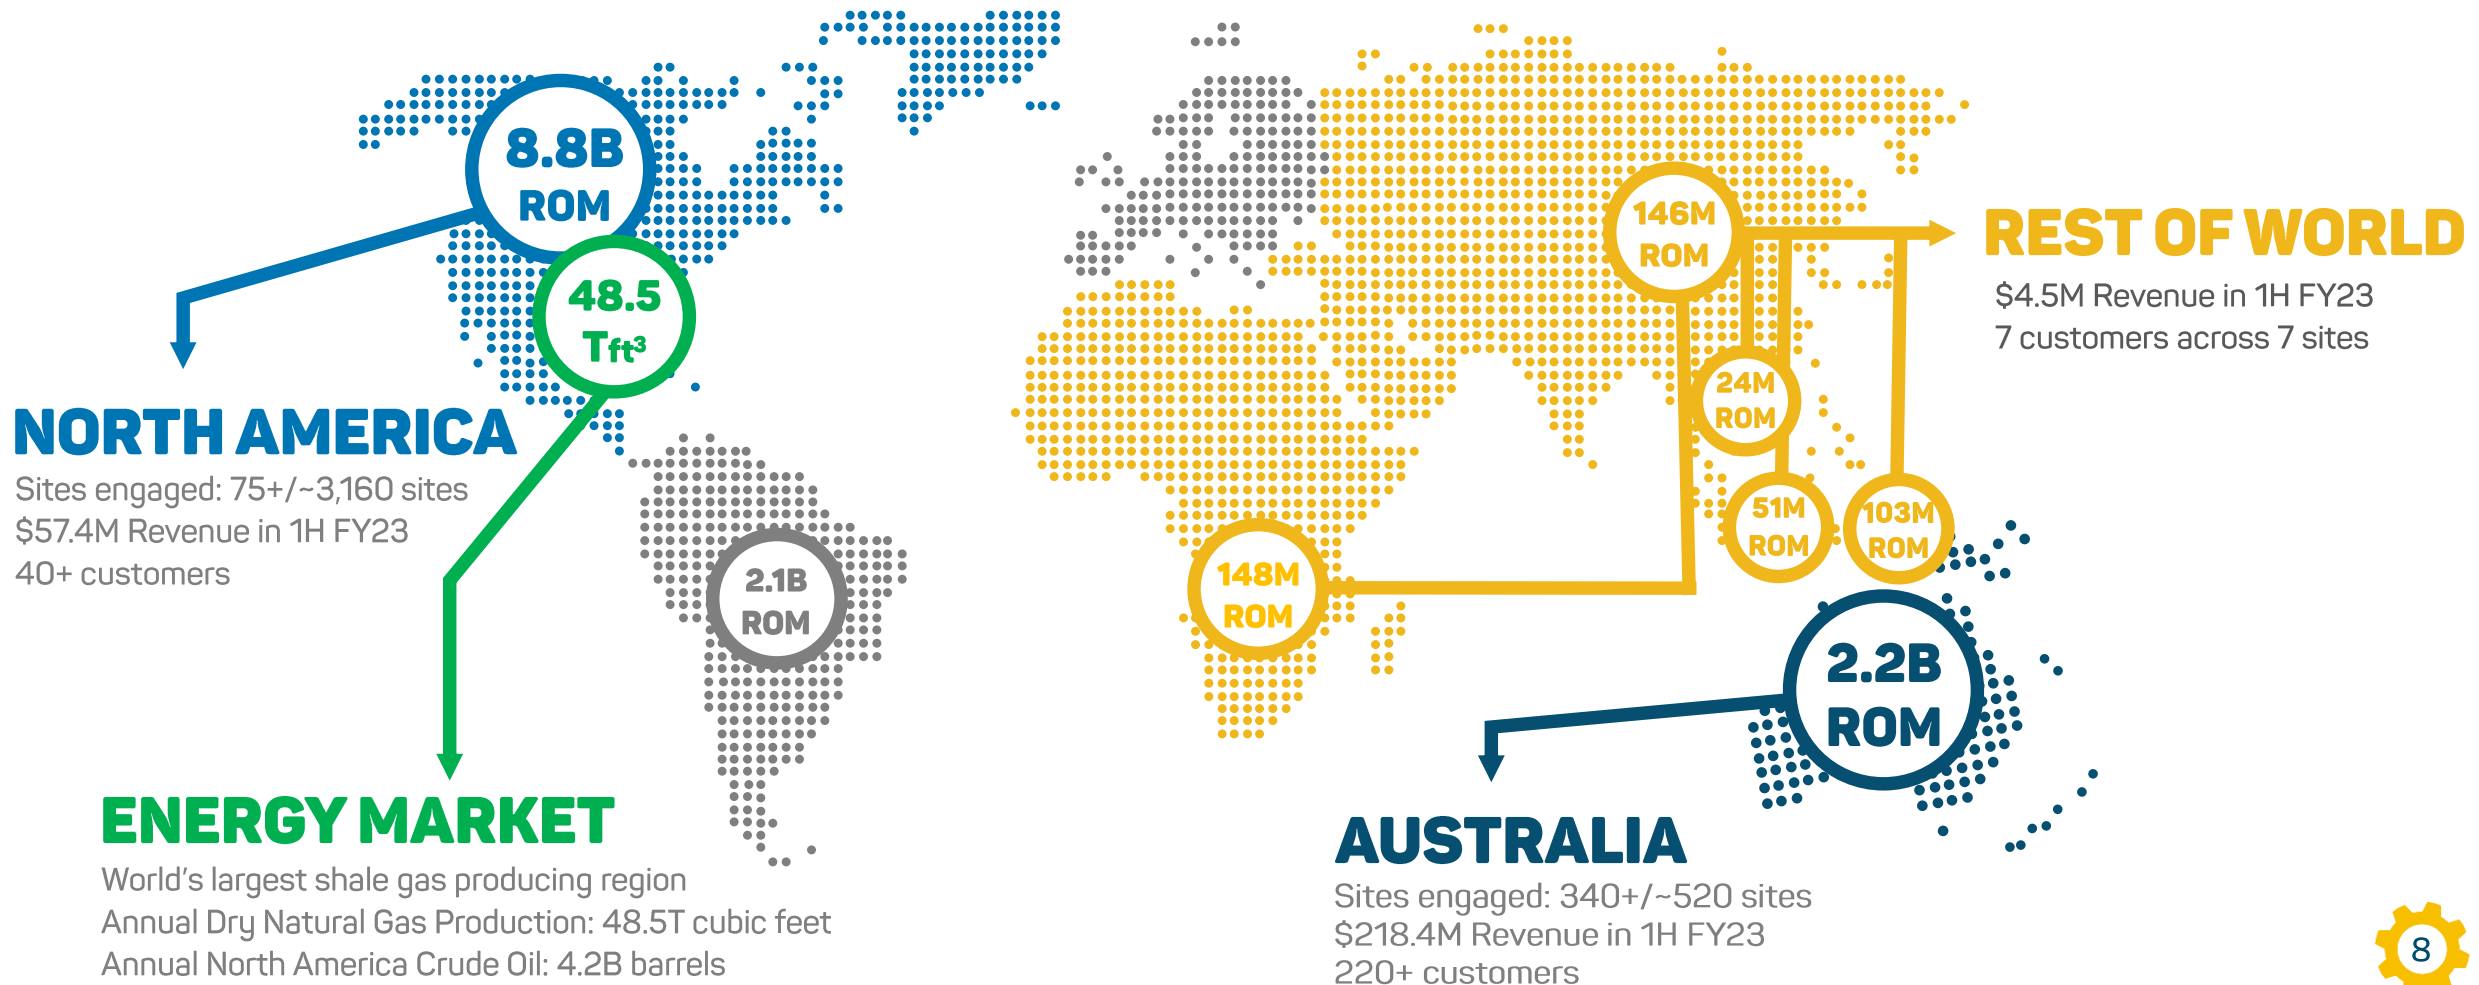 8.8B
ROM
48.5
Tft³
NORTH AMERICA
Sites engaged: 75+/~3,160 sites
$57.4M Revenue in 1H FY23
40+ customers
ENERGY MARKET
World's largest shale gas producing region
Annual Dry Natural Gas Production: 48.5T cubic feet
Annual North America Crude Oil: 4.2B barrels
2.1B
ROM
148M
ROM
146M
ROM
24M
ROM
51M
ROM
103M
ROM
REST OF WORLD
$4.5M Revenue in 1H FY23
7 customers across 7 sites
2.2B
ROM
AUSTRALIA
Sites engaged: 340+/~520 sites
$218.4M Revenue in 1H FY23
220+ customers
8